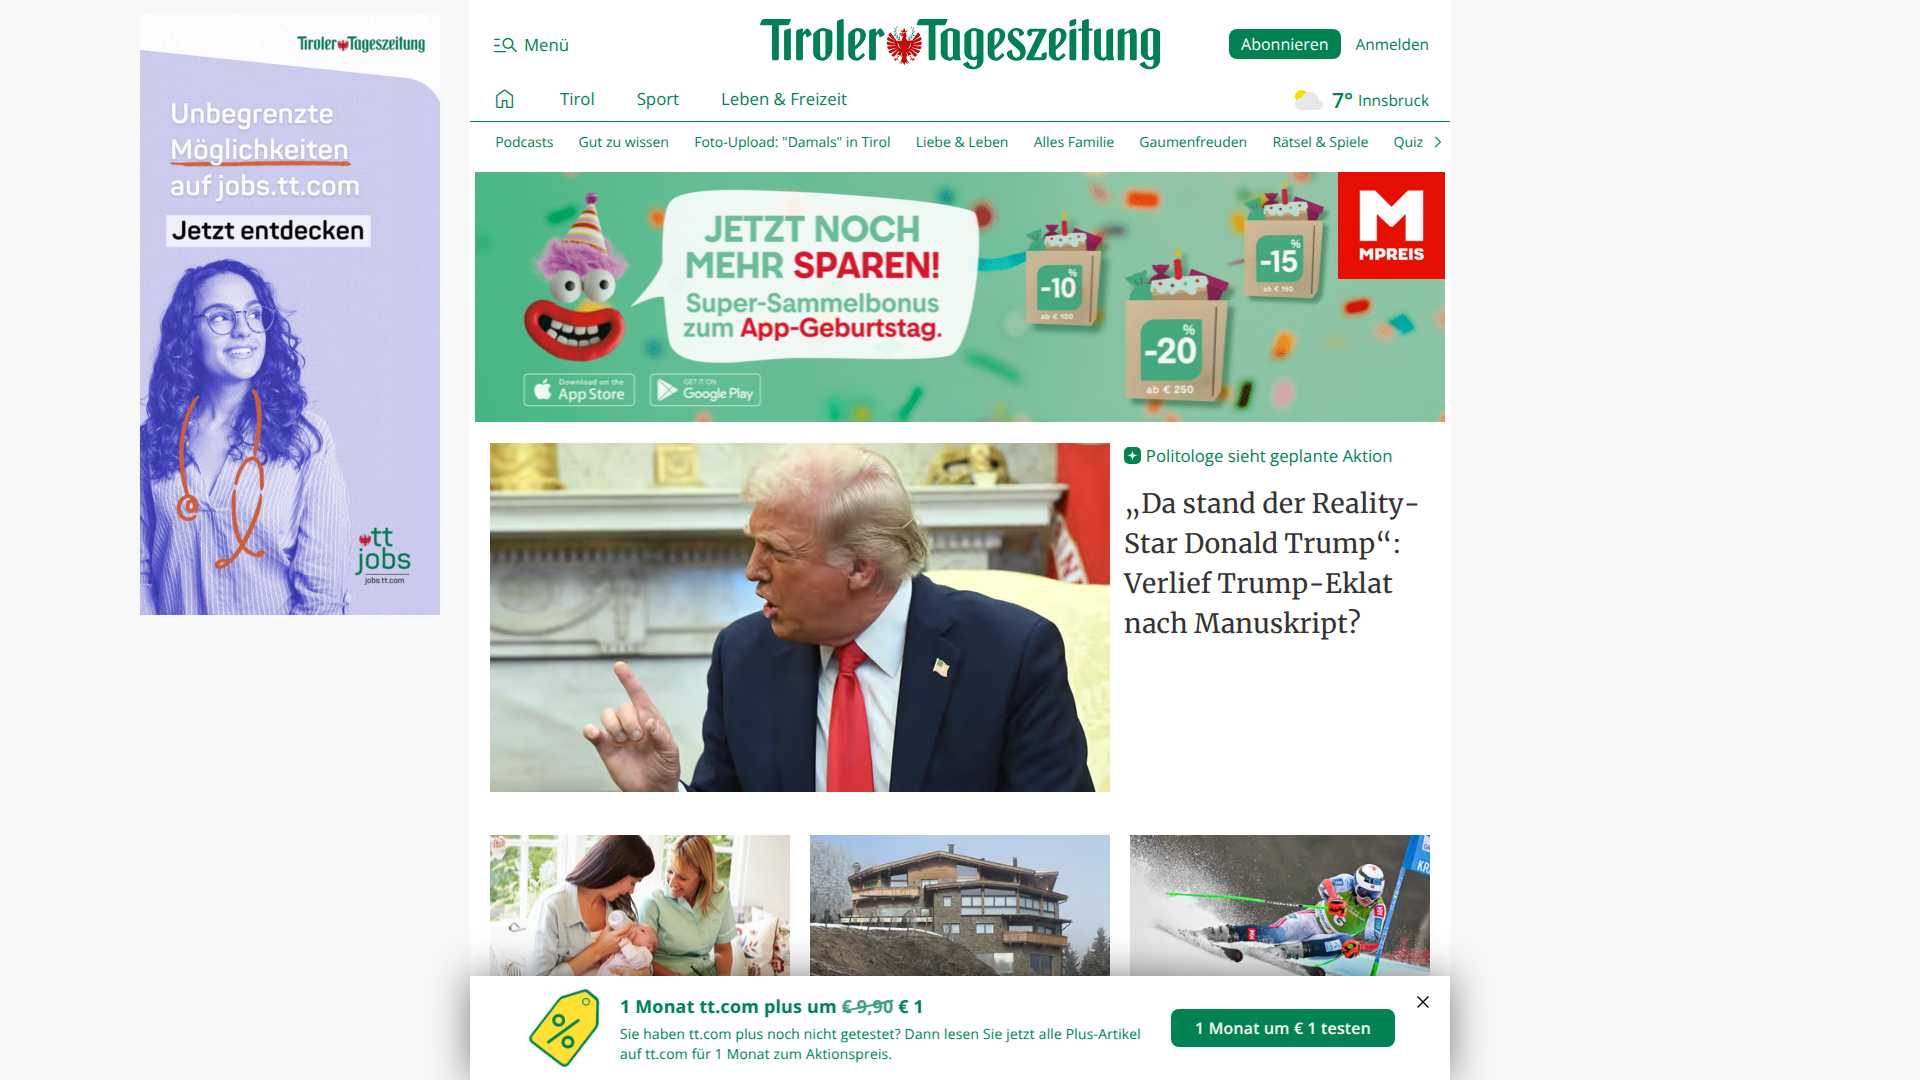 Tiroler Tageszeitung
Unbegrenzte
Möglichkeiten
auf jobs.tt.com
Jetzt entdecken
tt
jobs
jobs.tt.com
Menü
Tiroler Tageszeitung
Abonnieren
Anmelden
Tirol
Sport
Leben & Freizeit
7° Innsbruck
Podcasts
Gut zu wissen
Foto-Upload: "Damals" in Tirol
Liebe & Leben
Alles Familie
Gaumenfreuden
Rätsel & Spiele
Quiz
JETZT NOCH
MEHR SPAREN!
Super-Sammelbonus
zum App-Geburtstag.
Download on the
App Store
GET IT ON
Google Play
-10%
ab € 100
-20%
ab € 250
-15%
ab € 150
M
MPREIS
Politologe sieht geplante Aktion
„Da stand der Reality-
Star Donald Trump“:
Verlief Trump-Eklat
nach Manuskript?
KR
1 Monat tt.com plus um € 9,90 € 1
Sie haben tt.com plus noch nicht getestet? Dann lesen Sie jetzt alle Plus-Artikel
auf tt.com für 1 Monat zum Aktionspreis.
1 Monat um € 1 testen